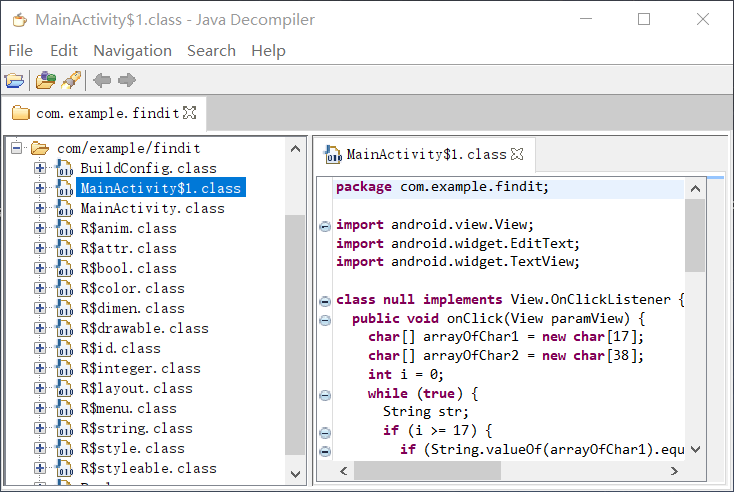 MainActivity$1.class - Java Decompiler
File Edit Navigation Search Help
com.example.findit
com/example/findit
BuildConfig.class
MainActivity$1.class
MainActivity.class
R$anim.class
R$attr.class
R$bool.class
R$color.class
R$dimen.class
R$drawable.class
R$id.class
R$integer.class
R$layout.class
R$menu.class
R$string.class
R$style.class
R$styleable.class
MainActivity$1.class
package com.example.findit;
import android.view.View;
import android.widget.EditText;
import android.widget.TextView;
class null implements View.OnClickListener {
public void onClick(View paramView) {
char[] arrayOfChar1 = new char[17];
char[] arrayOfChar2 = new char[38];
int i = 0;
while (true) {
String str;
if (i >= 17) {
if (String.valueOf(arrayOfChar1).equ